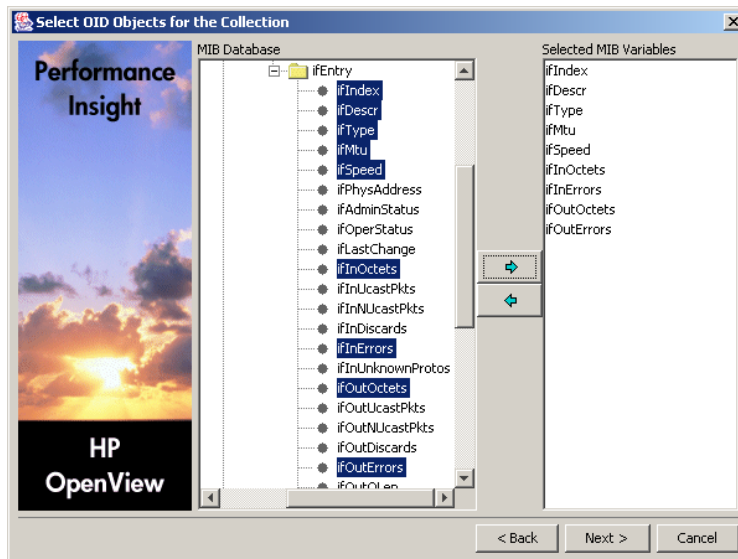 Select OID Objects for the Collection
Performance
Insight
HP
OpenView
MIB Database
ifEntry
ifIndex
ifDescr
ifType
ifMtu
ifSpeed
ifPhysAddress
ifAdminStatus
ifOperStatus
ifLastChange
ifInOctets
ifInUcastPkts
ifInNUcastPkts
ifInDiscards
ifInErrors
ifInUnknownProtos
ifOutOctets
ifOutUcastPkts
ifOutNUcastPkts
ifOutDiscards
ifOutErrors
ifOutQLen
Selected MIB Variables
ifIndex
ifDescr
ifType
ifMtu
ifSpeed
ifInOctets
ifInErrors
ifOutOctets
ifOutErrors
< Back
Next >
Cancel